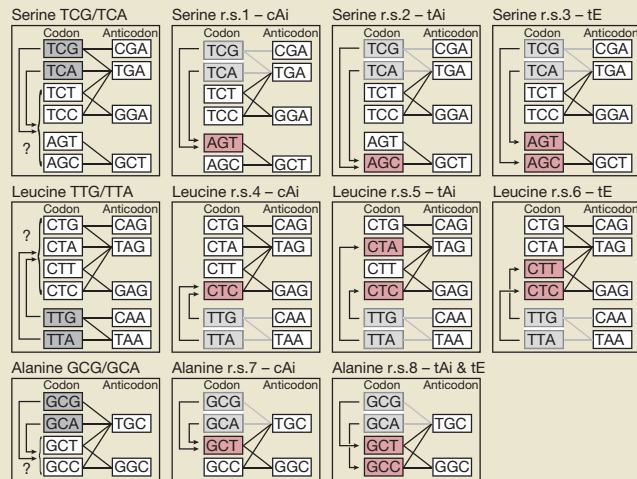 Serine TCG/TCA
Codon Anticodon
TCG CGA
TCA TGA
TCT
TCC GGA
?
AGT
AGC GCT
Serine r.s.1 – cAi
Codon Anticodon
TCG CGA
TCA TGA
TCT
TCC GGA
AGT
AGC GCT
Serine r.s.2 – tAi
Codon Anticodon
TCG CGA
TCA TGA
TCT
TCC GGA
AGT
AGC GCT
Serine r.s.3 – tE
Codon Anticodon
TCG CGA
TCA TGA
TCT
TCC GGA
AGT
AGC GCT
Leucine TTG/TTA
Codon Anticodon
? CTG CAG
CTA TAG
CTT
CTC GAG
TTG CAA
TTA TAA
Leucine r.s.4 – cAi
Codon Anticodon
CTG CAG
CTA TAG
CTT
CTC GAG
TTG CAA
TTA TAA
Leucine r.s.5 – tAi
Codon Anticodon
CTG CAG
CTA TAG
CTT
CTC GAG
TTG CAA
TTA TAA
Leucine r.s.6 – tE
Codon Anticodon
CTG CAG
CTA TAG
CTT
CTC GAG
TTG CAA
TTA TAA
Alanine GCG/GCA
Codon Anticodon
GCG
GCA TGC
GCT
? GCC GGC
Alanine r.s.7 – cAi
Codon Anticodon
GCG
GCA TGC
GCT
GCC GGC
Alanine r.s.8 – tAi & tE
Codon Anticodon
GCG
GCA TGC
GCT
GCC GGC